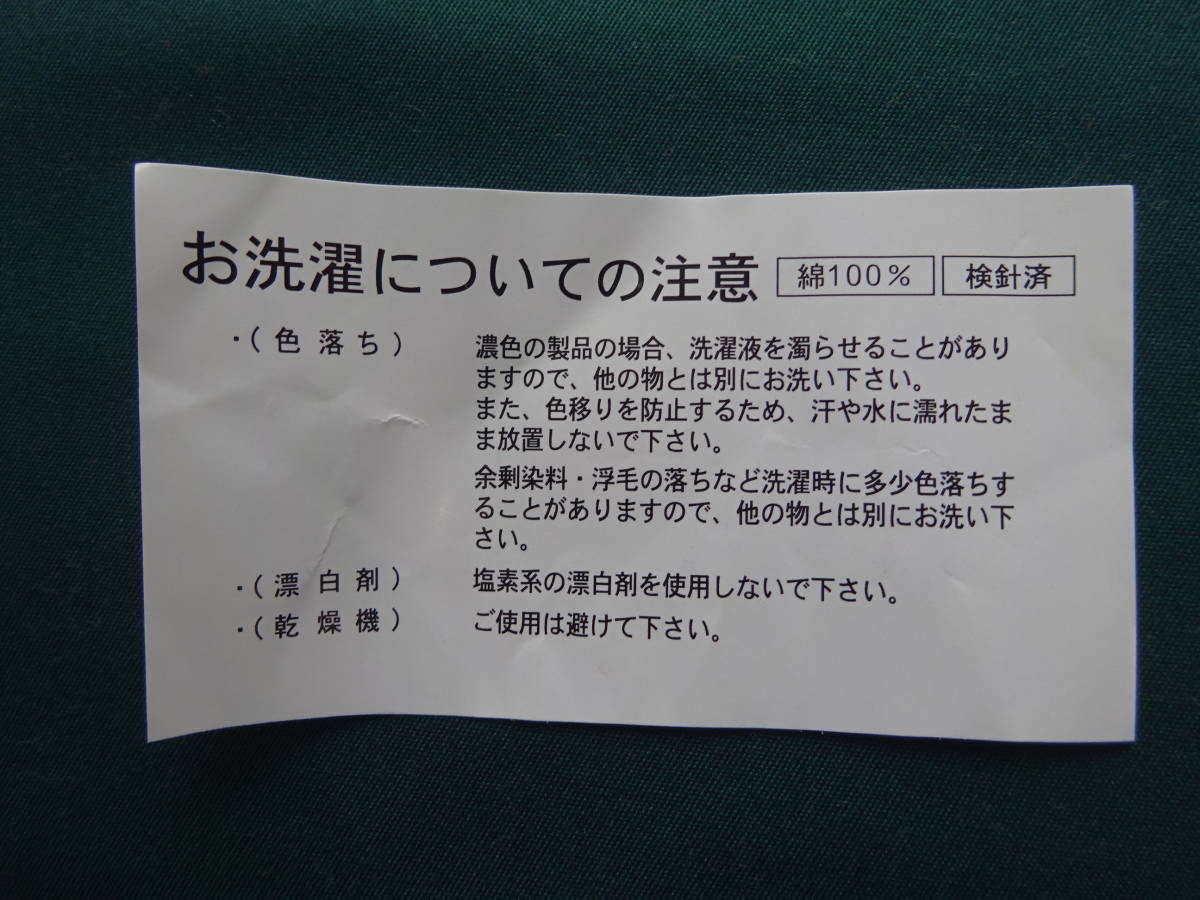 お洗濯についての注意 綿100% 検針済
・(色落ち) 濃色の製品の場合、洗濯液を濁らせることがあり
ますので、他の物とは別にお洗い下さい。
また、色移りを防止するため、汗や水に濡れたま
ま放置しないで下さい。
余剰染料・浮毛の落ちなど洗濯時に多少色落ちす
ることがありますので、他の物とは別にお洗い下
さい。
・(漂白剤) 塩素系の漂白剤を使用しないで下さい。
・(乾燥機) ご使用は避けて下さい。